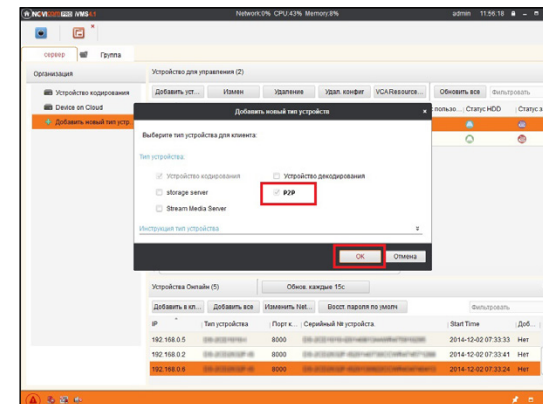 Network:0% CPU:43% Memory:8% admin 11:56:18
сервер Группа
Организация
Устройство для управления (2)
Устройство кодирования
Device on Cloud
Добавить новый тип устр.
Добавить уст... Измен Удаление Удал. конфиг VCAResource... Обновить все Фильтровать
Статус HDD
Добавить новый тип устройств
Выберите тип устройства для клиента:
Тип устройства:
Устройство кодирования Устройство декодирования
storage server P2P
Stream Media Server
Инструкция тип устройства
OK Отмена
Устройства Онлайн (5) Обнов. каждые 15с
Добавить в кл... Добавить все Изменить Net... Восст. пароля по умолч Фильтровать
IP Тип устройства Порт к... Серийный № устройства Start Time Доб...
192.168.0.5 8000 2014-12-02 07:33:33 Нет
192.168.0.2 8000 2014-12-02 07:33:41 Нет
192.168.0.6 8000 2014-12-02 07:33:24 Нет